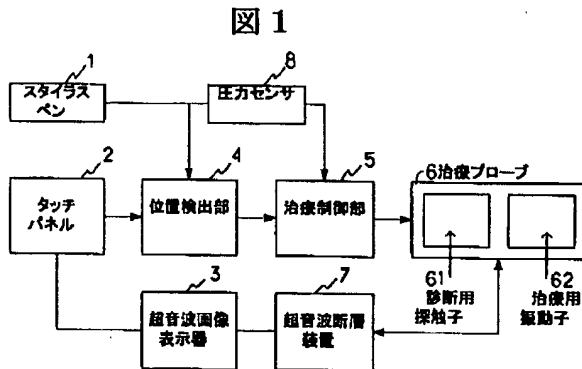 図1
1
スタイラス
ペン
8
圧力センサ
2
タッチ
パネル
4
位置検出部
5
治療制御部
6治療プローブ
61
診断用
探触子
62
治療用
振動子
3
超音波画像
表示器
7
超音波断層
装置